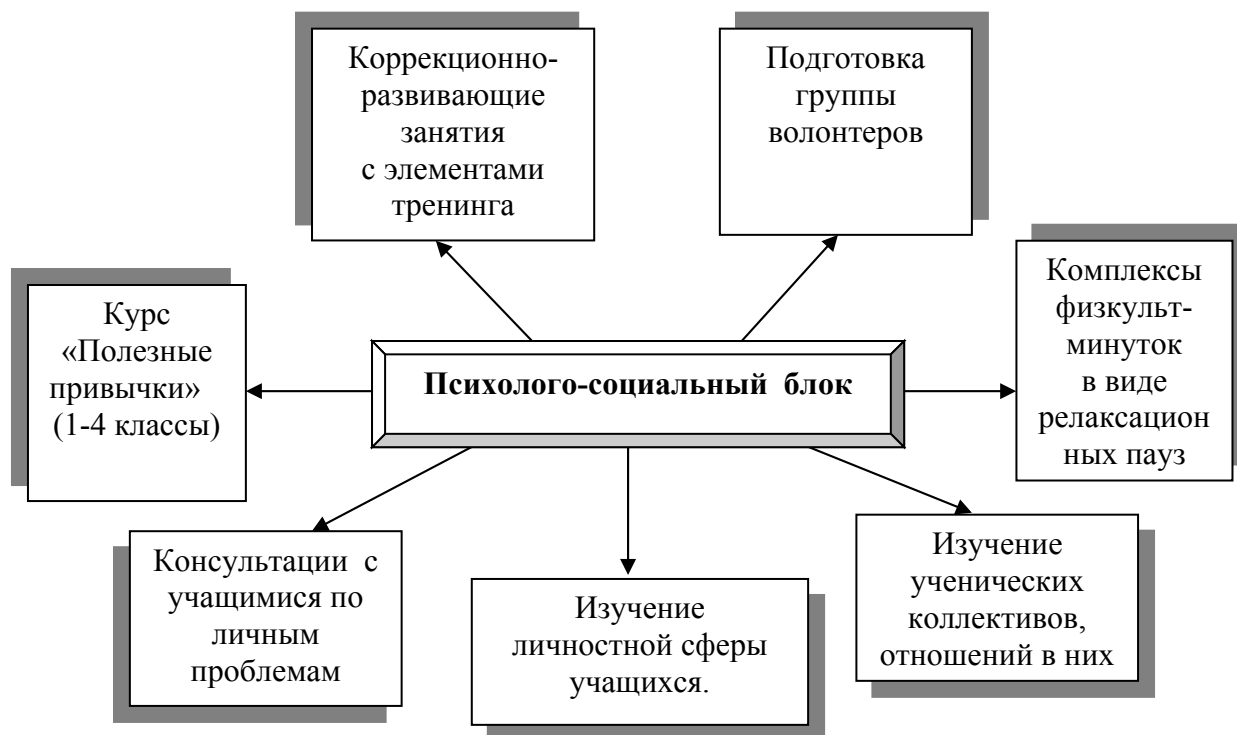 Коррекционно-
развивающие
занятия
с элементами
тренинга
Подготовка
группы
волонтеров
Курс
«Полезные
привычки»
(1-4 классы)
Психолого-социальный блок
Комплексы
физкульт-
минуток
в виде
релаксацион
ных пауз
Консультации с
учащимися по
личным
проблемам
Изучение
личностной сферы
учащихся.
Изучение
ученических
коллективов,
отношений в них